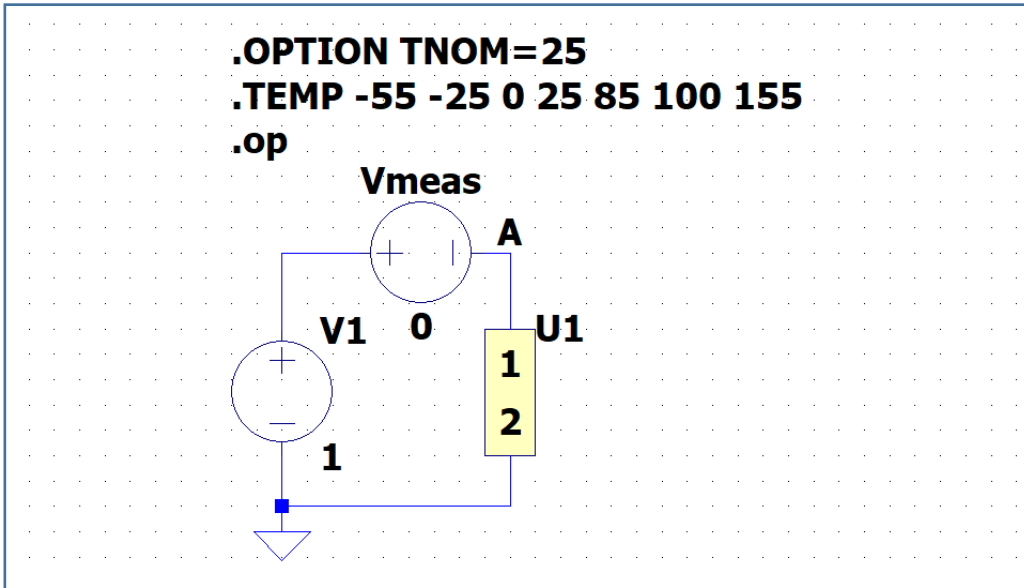 .OPTION TNOM=25
.TEMP -55 -25 0 25 85 100 155
.op
Vmeas
A
V1
0
U1
1
2
1